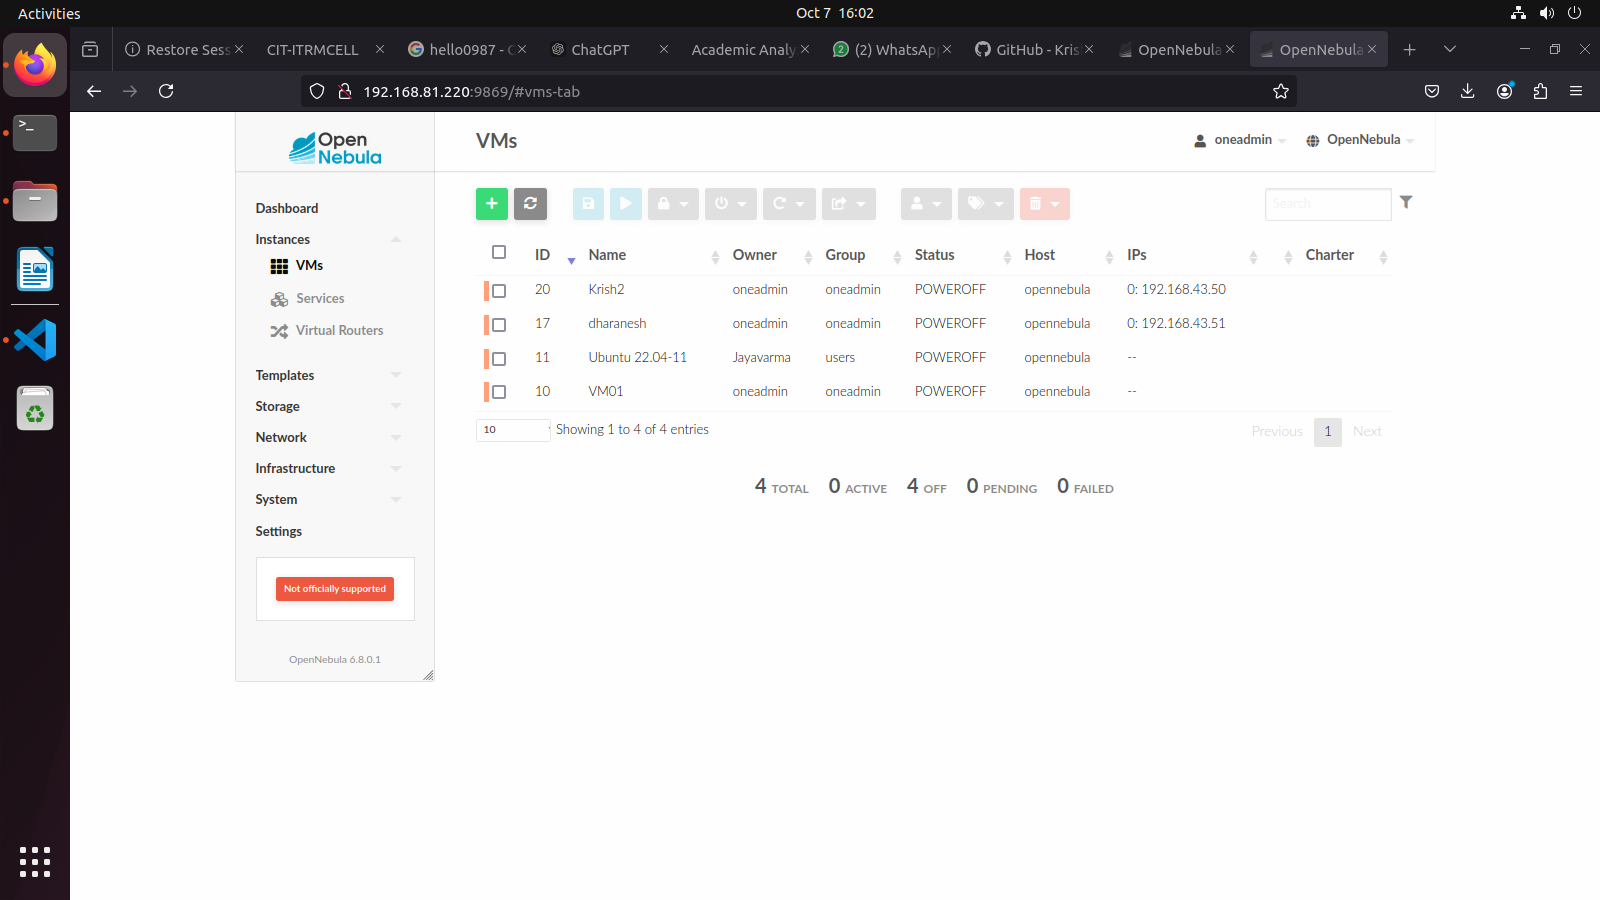 Activities
Oct 7 16:02
Restore Sess
CIT-ITRMCELL
hello0987 - G
ChatGPT
Academic Analy
2
(2) WhatsApp
GitHub - Kris
OpenNebula
OpenNebula
192.168.81.220:9869/#vms-tab
Open
Nebula
VMs
oneadmin
OpenNebula
Dashboard
Instances
VMs
Services
Virtual Routers
Templates
Storage
Network
Infrastructure
System
Settings
Not officially supported
OpenNebula 6.8.0.1
Search
ID Name Owner Group Status Host IPs Charter
20 Krish2 oneadmin oneadmin POWEROFF opennebula 0: 192.168.43.50
17 dharanesh oneadmin oneadmin POWEROFF opennebula 0: 192.168.43.51
11 Ubuntu 22.04-11 Jayavarma users POWEROFF opennebula --
10 VM01 oneadmin oneadmin POWEROFF opennebula --
10 Showing 1 to 4 of 4 entries
Previous 1 Next
4 TOTAL 0 ACTIVE 4 OFF 0 PENDING 0 FAILED